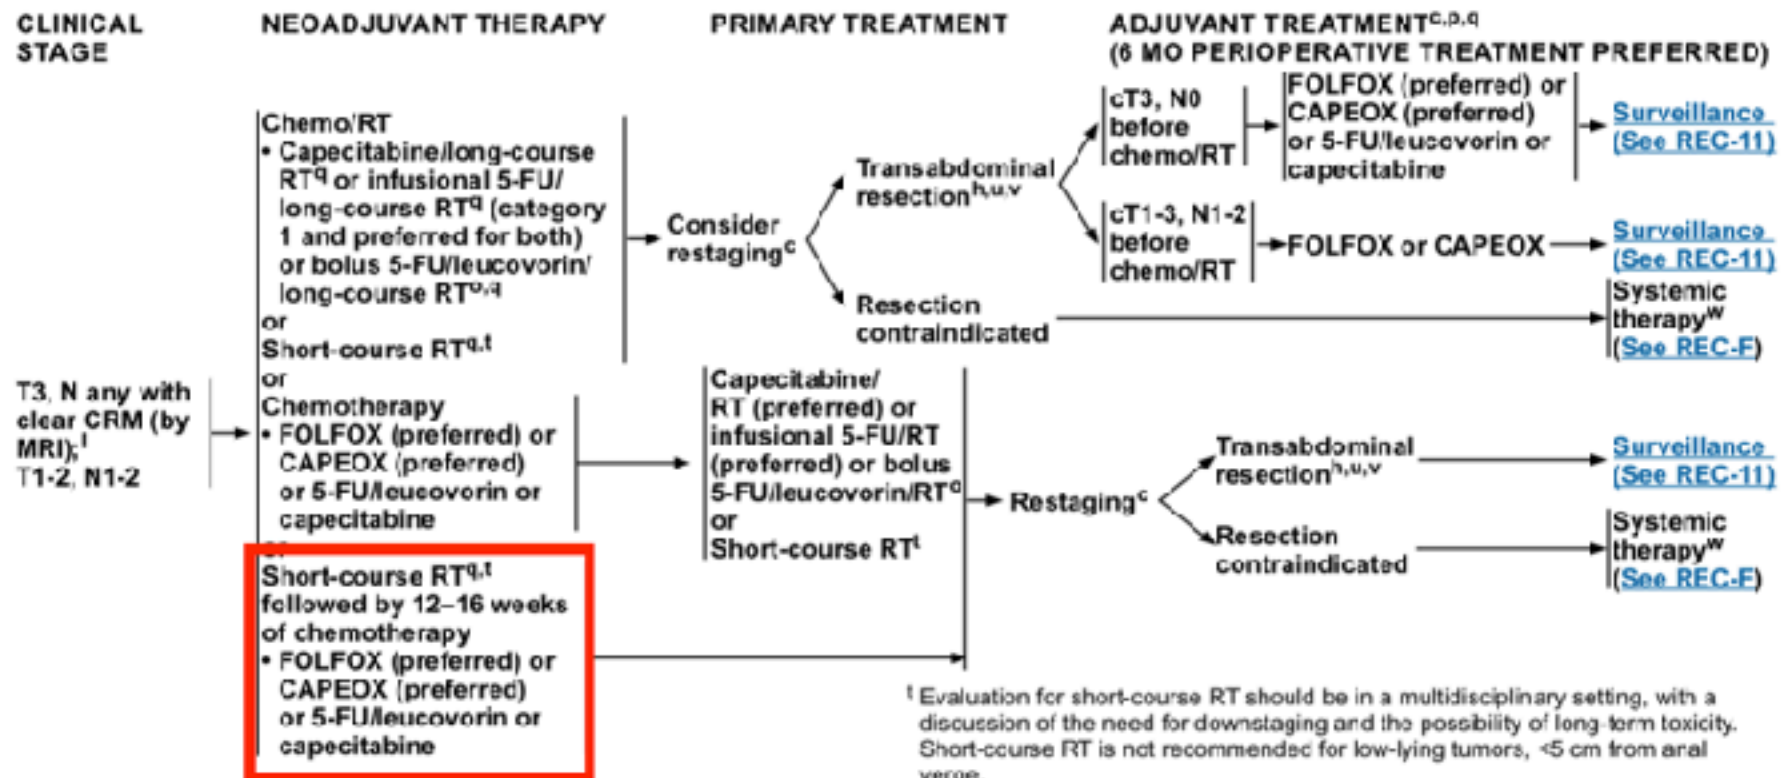 CLINICAL
STAGE
NEOADJUVANT THERAPY
PRIMARY TREATMENT
ADJUVANT TREATMENTc,p,q
(6 MO PERIOPERATIVE TREATMENT PREFERRED)
Chemo/RT
• Capecitabine/long-course
RTq or infusional 5-FU/
long-course RTq (category
1 and preferred for both)
or bolus 5-FU/leucovorin/
long-course RTo,q
or
Short-course RTq,t
or
Chemotherapy
• FOLFOX (preferred) or
CAPEOX (preferred)
or 5-FU/leucovorin or
capecitabine
or
Short-course RTq,t
followed by 12–16 weeks
of chemotherapy
• FOLFOX (preferred) or
CAPEOX (preferred)
or 5-FU/leucovorin or
capecitabine
T3, N any with
clear CRM (by
MRI);
T1-2, N1-2
Consider
restagingc
Transabdominal
resectionh,u,v
Resection
contraindicated
cT3, N0
before
chemo/RT
FOLFOX (preferred) or
CAPEOX (preferred)
or 5-FU/leucovorin or
capecitabine
Surveillance
(See REC-11)
cT1-3, N1-2
before
chemo/RT
FOLFOX or CAPEOX
Surveillance
(See REC-11)
Systemic
therapyw
(See REC-F)
Capecitabine/
RT (preferred) or
infusional 5-FU/RT
(preferred) or bolus
5-FU/leucovorin/RT
or
Short-course RTt
Restagingc
Transabdominal
resectionh,u,v
Surveillance
(See REC-11)
Resection
contraindicated
Systemic
therapyw
(See REC-F)
t Evaluation for short-course RT should be in a multidisciplinary setting, with a
discussion of the need for downstaging and the possibility of long-term toxicity.
Short-course RT is not recommended for low-lying tumors, <5 cm from anal
verge